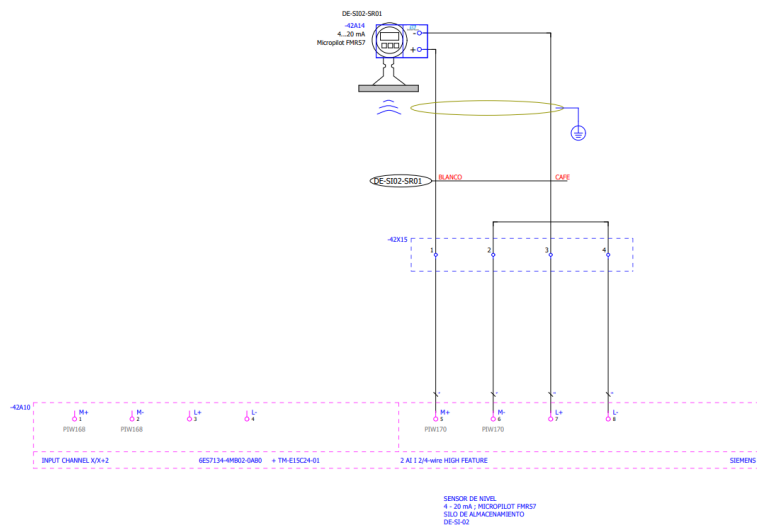 DE-SI02-SR01
-42A14
4...20 mA
Micropilot FMR57
-
+
DE-SI02-SR01
BLANCO
CAFE
-42X15
1
2
3
4
-42A10
M+
1
PIW168
M-
2
PIW168
L+
3
L-
4
M+
5
PIW170
M-
6
PIW170
L+
7
L-
8
INPUT CHANNEL X/X+2
6ES7134-4MB02-0AB0
+ TM-E15C24-01
2 AI I 2/4-wire HIGH FEATURE
SIEMENS
SENSOR DE NIVEL
4 - 20 mA ; MICROPILOT FMR57
SILO DE ALMACENAMIENTO
DE-SI-02